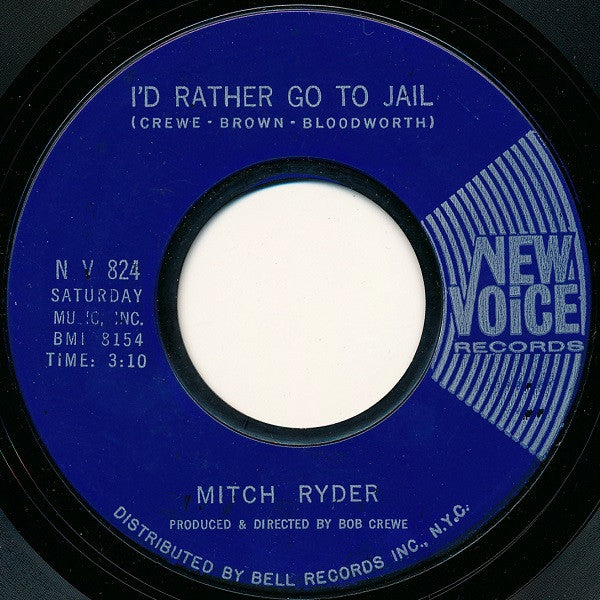 I'D RATHER GO TO JAIL
(CREWE - BROWN - BLOODWORTH)
N V 824
SATURDAY
INC.
BMI 8154
TIME: 3:10
NEW
VOiCE
RECORDS
MITCH RYDER
PRODUCED & DIRECTED BY BOB CREWE
DISTRIBUTED BY BELL RECORDS INC., N.Y.C.